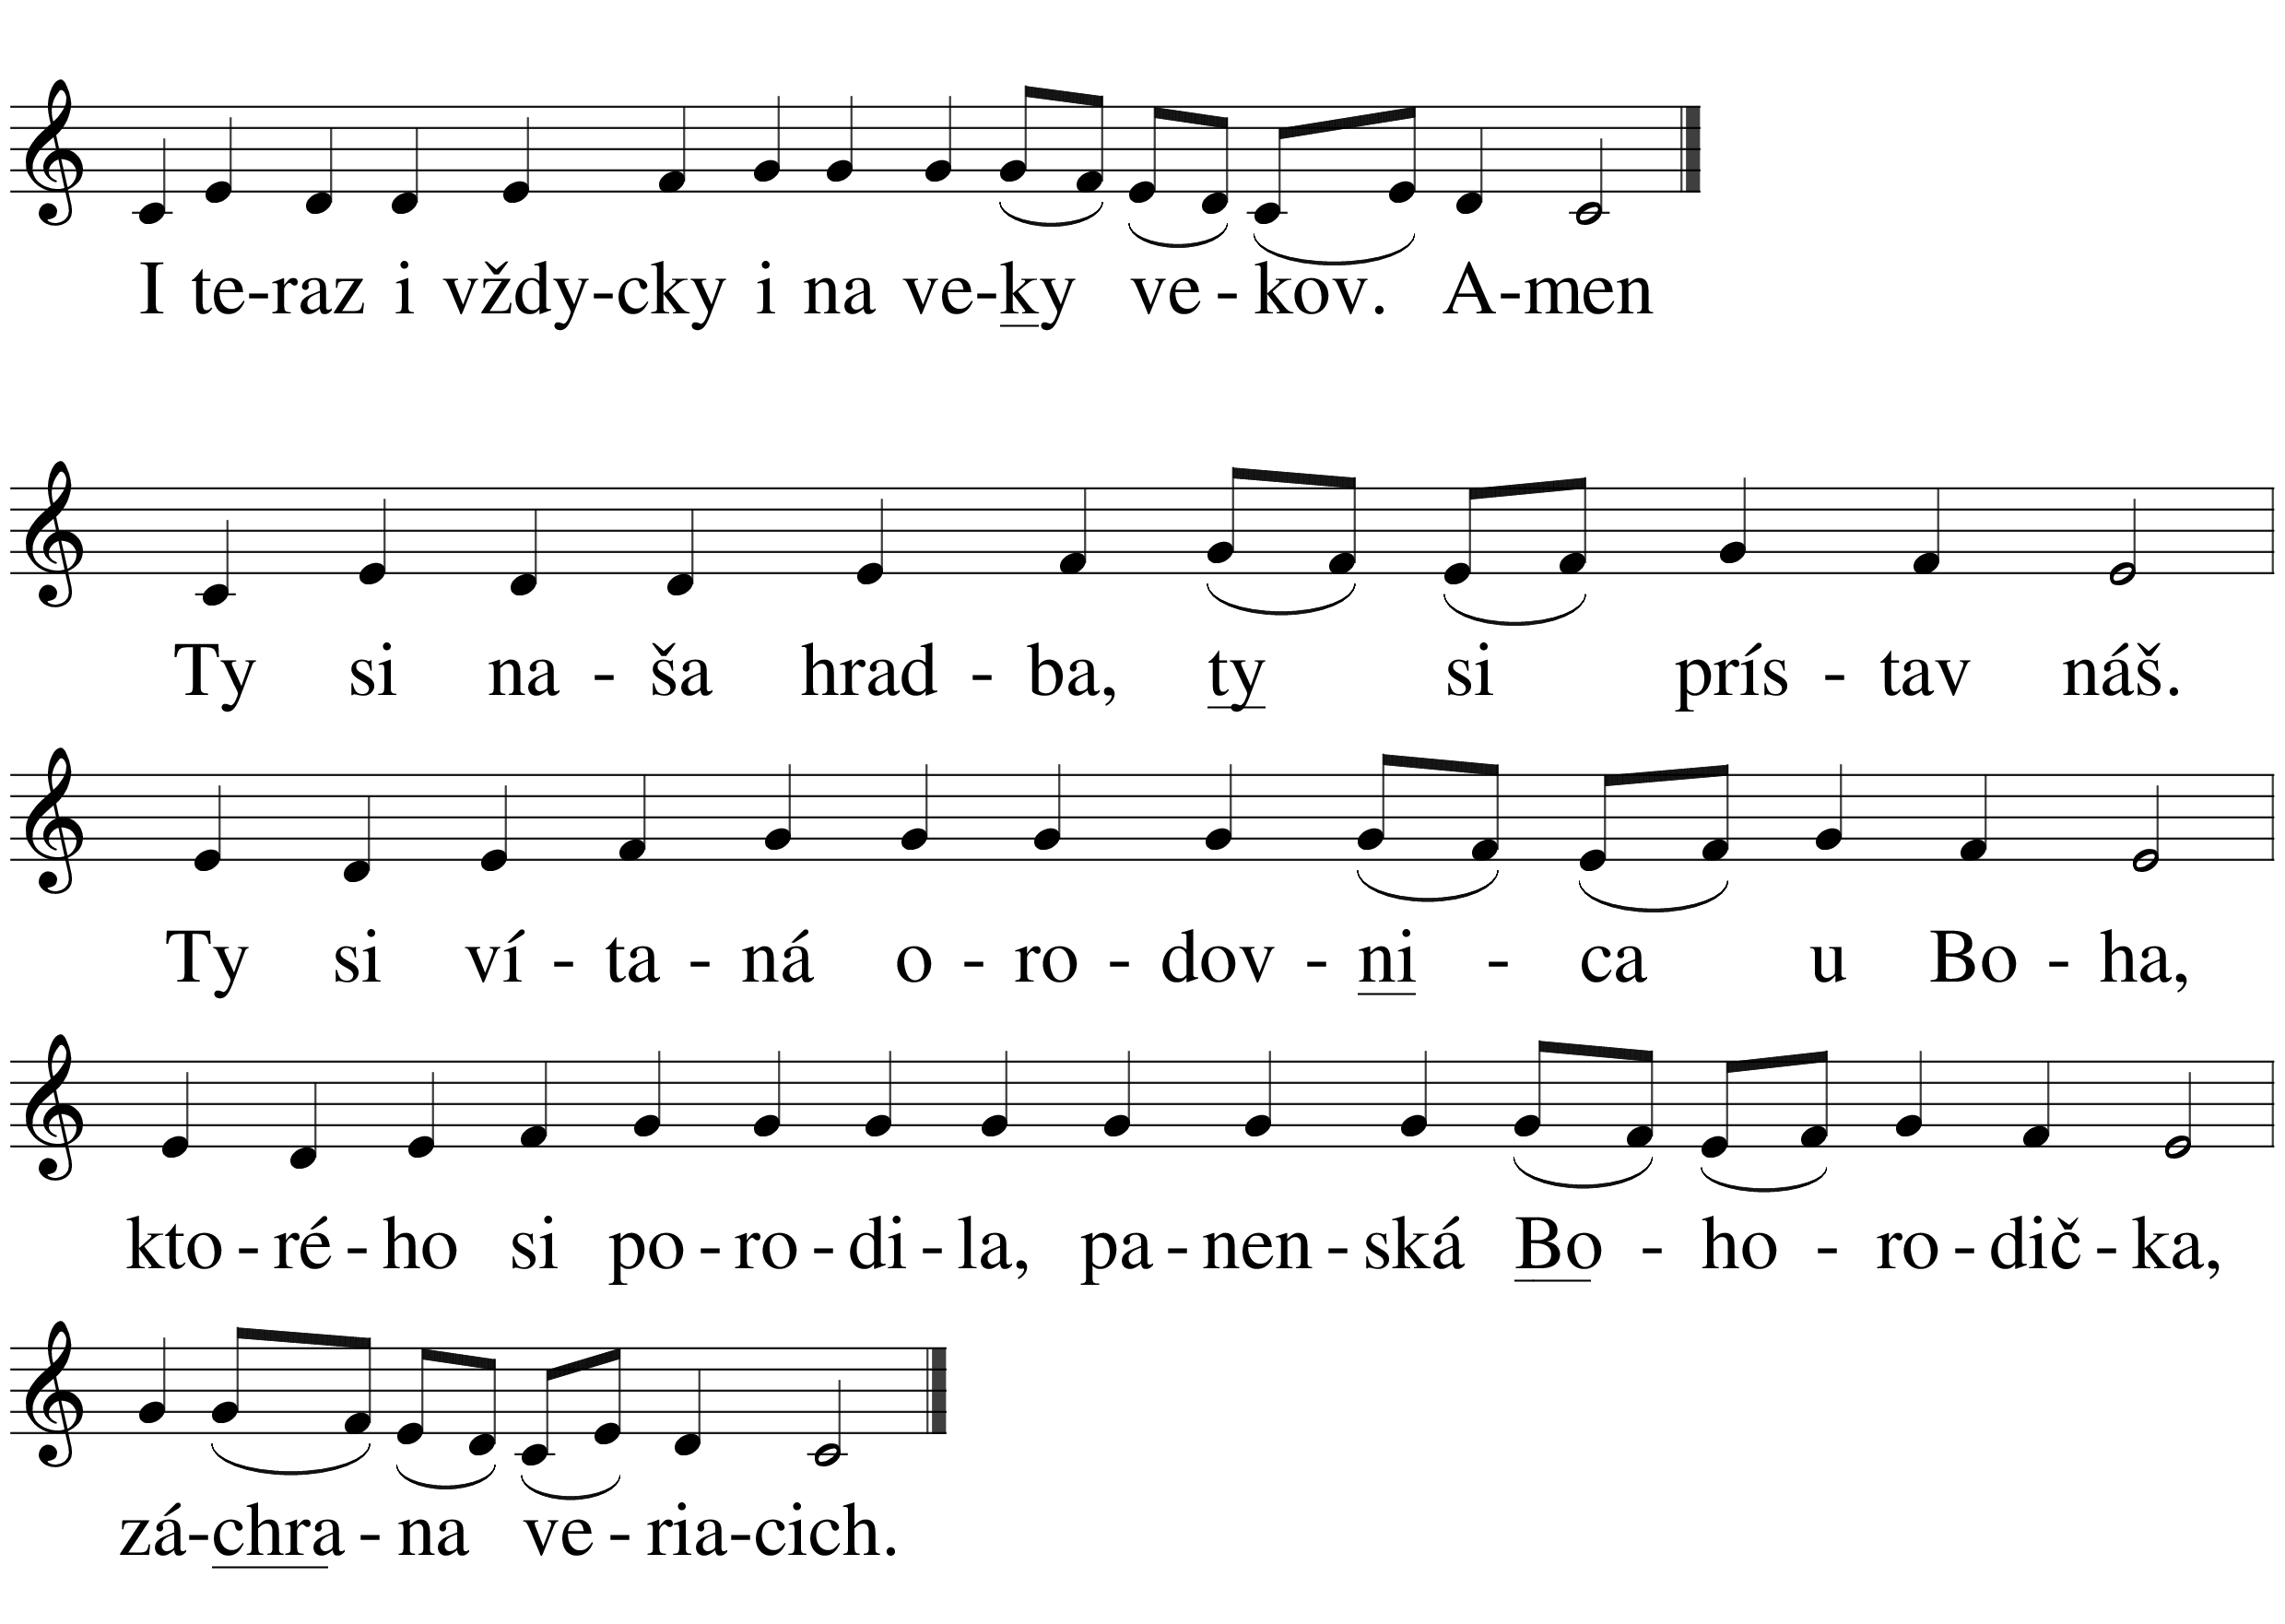 I te-raz i vždy-cky i na ve-ky ve-kov. A-men
Ty si na-ša hrad-ba, ty si prís-tav náš.
Ty si ví-ta-ná o-ro-dov-ni-ca u Bo-ha,
kto-ré-ho si po-ro-di-la, pa-nen-ská Bo-ho-ro-dič-ka,
zá-chra-na ve-ria-cich.